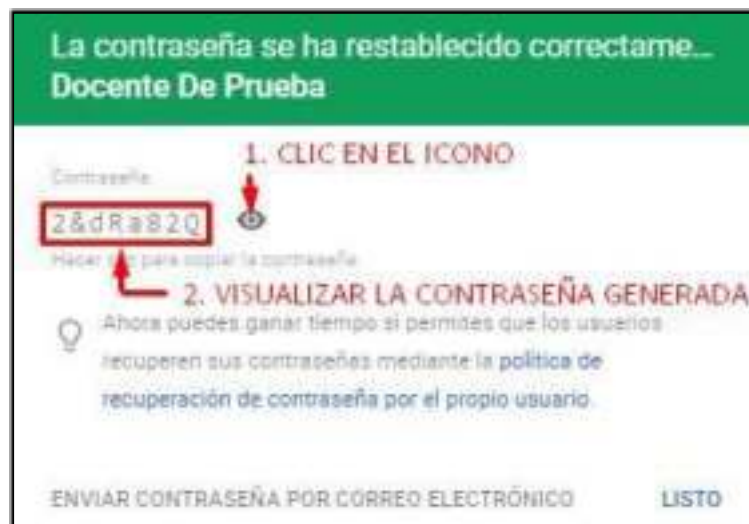 La contraseña se ha restablecido correctame...
Docente De Prueba
1. CLIC EN EL ICONO
Contraseña
2&dRa82Q
Hacer clic para copiar la contraseña
2. VISUALIZAR LA CONTRASEÑA GENERADA
Ahora puedes ganar tiempo si permites que los usuarios
recuperen sus contraseñas mediante la política de
recuperación de contraseña por el propio usuario.
ENVIAR CONTRASEÑA POR CORREO ELECTRÓNICO
LISTO